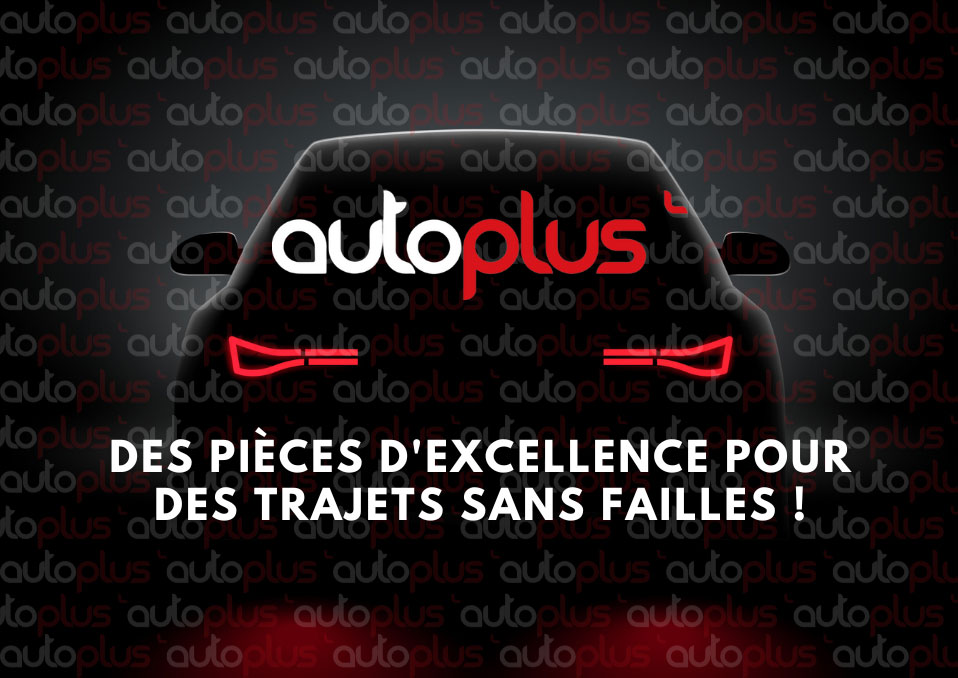 autoplus
DES PIÈCES D'EXCELLENCE POUR
DES TRAJETS SANS FAILLES !